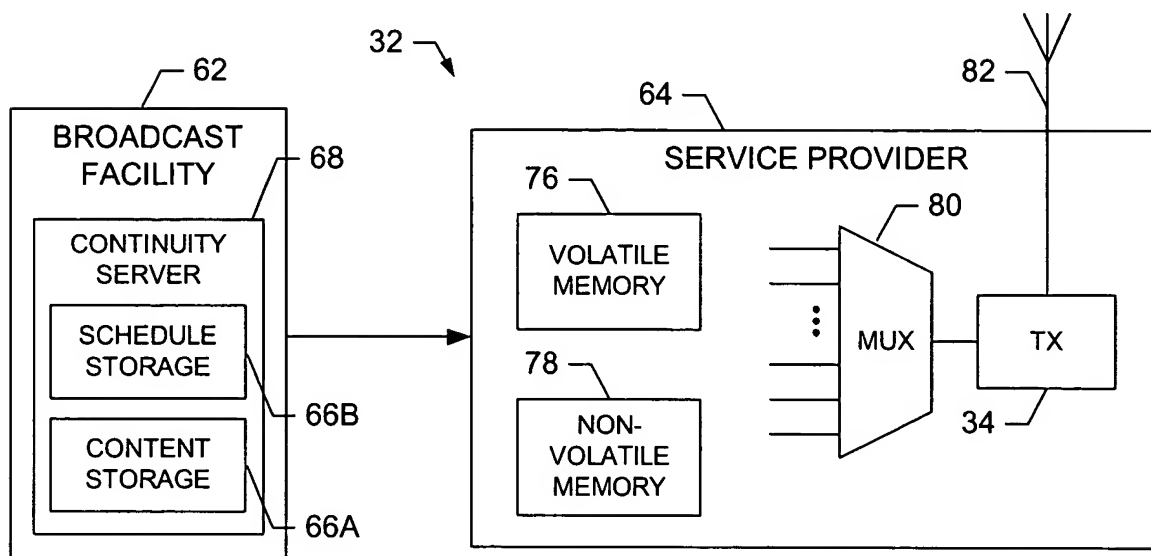 32
62
BROADCAST
FACILITY
68
CONTINUITY
SERVER
SCHEDULE
STORAGE
66B
CONTENT
STORAGE
66A
64
SERVICE PROVIDER
82
76
VOLATILE
MEMORY
78
NON-
VOLATILE
MEMORY
80
MUX
TX
34